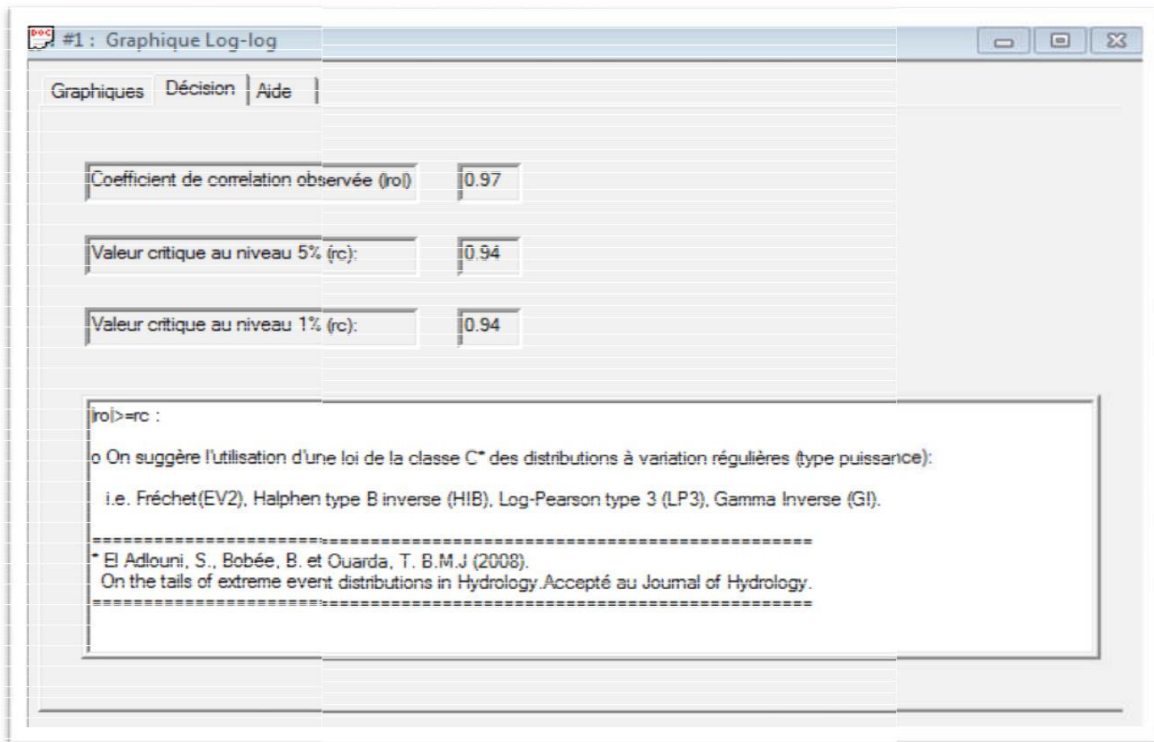 #1 : Graphique Log-log
Graphiques Décision Aide
Coefficient de correlation observée (|ro|) 0.97
Valeur critique au niveau 5% (rc): 0.94
Valeur critique au niveau 1% (rc): 0.94
|ro|>=rc :
o On suggère l'utilisation d'une loi de la classe C* des distributions à variation régulières (type puissance):
i.e. Fréchet(EV2), Halphen type B inverse (HIB), Log-Pearson type 3 (LP3), Gamma Inverse (GI).
================================================================================
* El Adlouni, S., Bobée, B. et Ouarda, T. B.M.J (2008).
On the tails of extreme event distributions in Hydrology.Accepté au Journal of Hydrology.
================================================================================